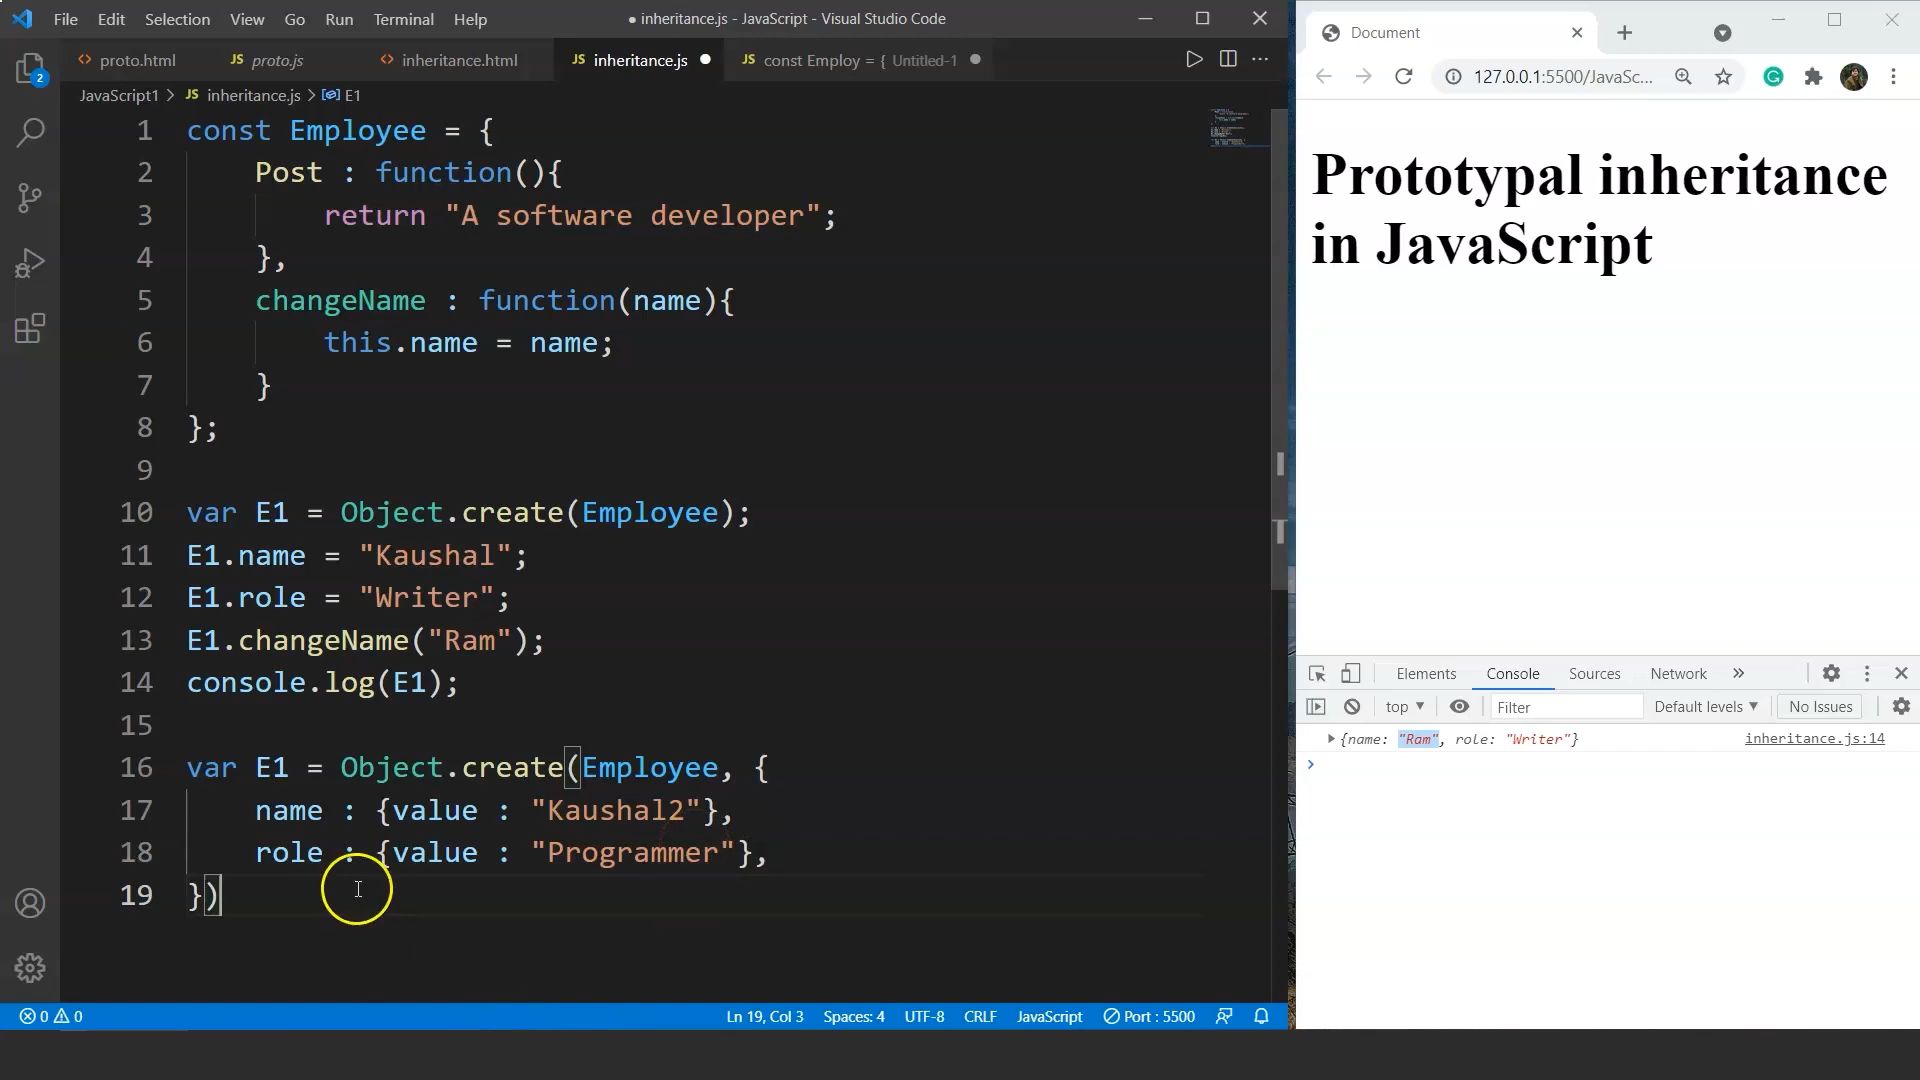 File Edit Selection View Go Run Terminal Help
● inheritance.js - JavaScript - Visual Studio Code
proto.html
JS proto.js
inheritance.html
JS inheritance.js
JS const Employ = { Untitled-1
JavaScript1 > JS inheritance.js > E1
1 const Employee = {
2 Post : function(){
3 return "A software developer";
4 },
5 changeName : function(name){
6 this.name = name;
7 }
8 };
9
10 var E1 = Object.create(Employee);
11 E1.name = "Kaushal";
12 E1.role = "Writer";
13 E1.changeName("Ram");
14 console.log(E1);
15
16 var E1 = Object.create(Employee, {
17 name : {value : "Kaushal2"},
18 role : {value : "Programmer"},
19 })
2
0 0
Ln 19, Col 3 Spaces: 4 UTF-8 CRLF JavaScript Port : 5500
Document
127.0.0.1:5500/JavaSc...
Prototypal inheritance
in JavaScript
Elements Console Sources Network »
top Filter Default levels No Issues
{name: "Ram", role: "Writer"} inheritance.js:14